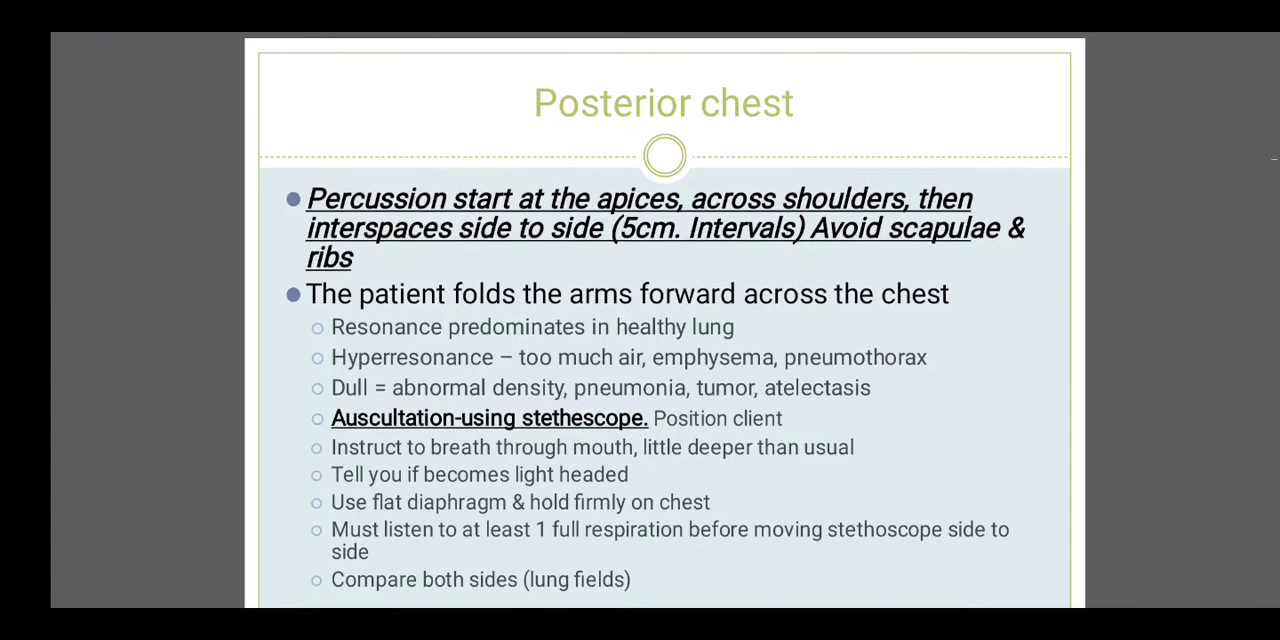 Posterior chest
Percussion start at the apices, across shoulders, then
interspaces side to side (5cm. Intervals) Avoid scapulae &
ribs
The patient folds the arms forward across the chest
Resonance predominates in healthy lung
Hyperresonance – too much air, emphysema, pneumothorax
Dull = abnormal density, pneumonia, tumor, atelectasis
Auscultation-using stethescope. Position client
Instruct to breath through mouth, little deeper than usual
Tell you if becomes light headed
Use flat diaphragm & hold firmly on chest
Must listen to at least 1 full respiration before moving stethoscope side to
side
Compare both sides (lung fields)